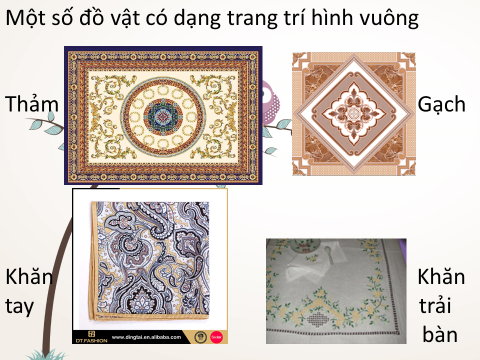 Một số đồ vật có dạng trang trí hình vuông
Thảm
Gạch
Khăn
tay
Khăn
trải
bàn
DT FASHION
www.dingtai.en.alibaba.com